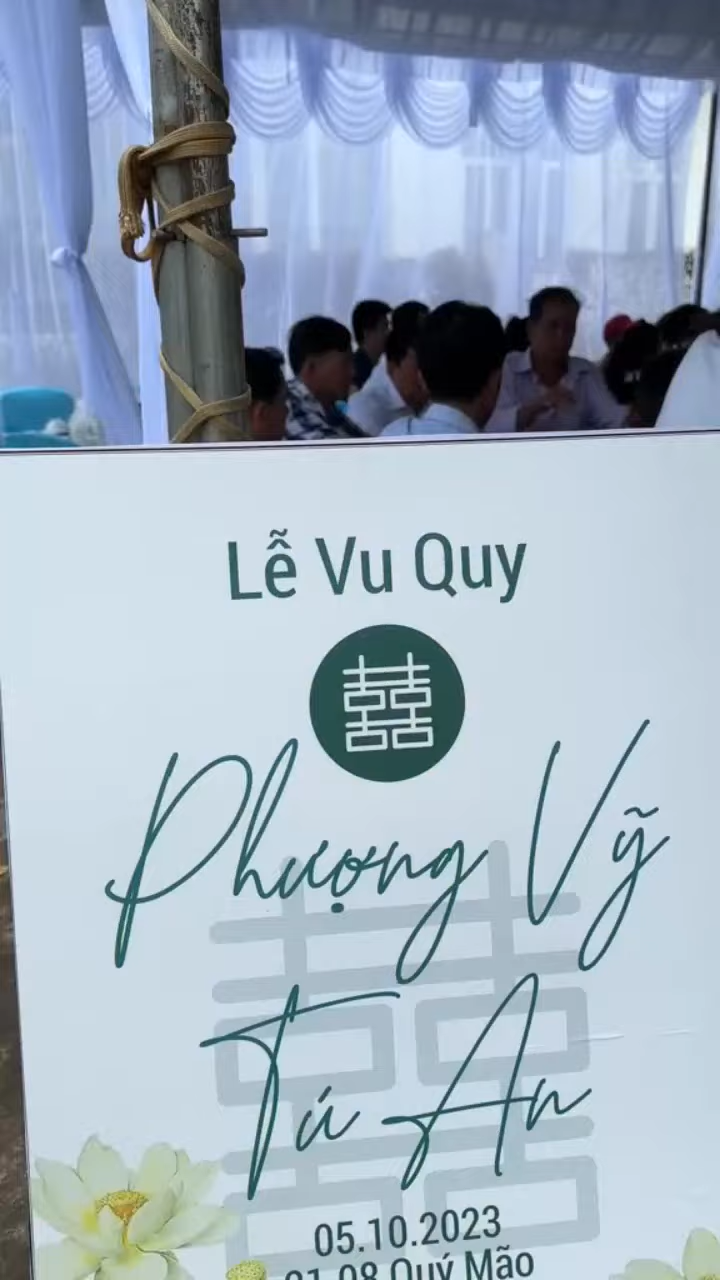 Lễ Vu Quy
囍
Phượng Vỹ
Tú An
05.10.2023
21.08 Quý Mão